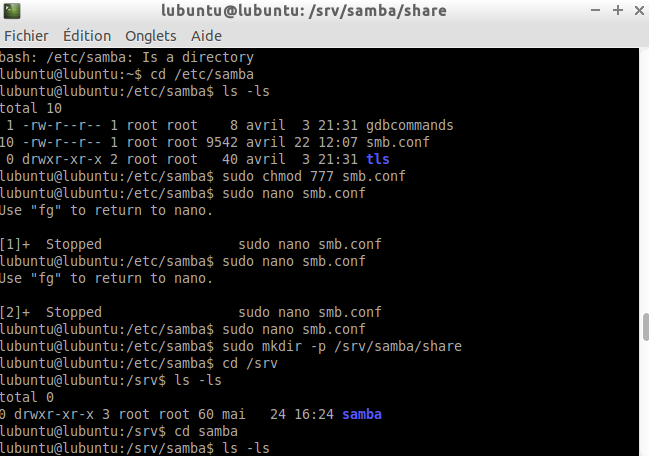 lubuntu@lubuntu: /srv/samba/share
Fichier Édition Onglets Aide
bash: /etc/samba: Is a directory
lubuntu@lubuntu:~$ cd /etc/samba
lubuntu@lubuntu:/etc/samba$ ls -ls
total 10
1 -rw-r--r-- 1 root root    8 avril  3 21:31 gdbcommands
10 -rw-r--r-- 1 root root 9542 avril 22 12:07 smb.conf
0 drwxr-xr-x 2 root root   40 avril  3 21:31 tls
lubuntu@lubuntu:/etc/samba$ sudo chmod 777 smb.conf
lubuntu@lubuntu:/etc/samba$ sudo nano smb.conf
Use "fg" to return to nano.
[1]+  Stopped                 sudo nano smb.conf
lubuntu@lubuntu:/etc/samba$ sudo nano smb.conf
Use "fg" to return to nano.
[2]+  Stopped                 sudo nano smb.conf
lubuntu@lubuntu:/etc/samba$ sudo nano smb.conf
lubuntu@lubuntu:/etc/samba$ sudo mkdir -p /srv/samba/share
lubuntu@lubuntu:/etc/samba$ cd /srv
lubuntu@lubuntu:/srv$ ls -ls
total 0
0 drwxr-xr-x 3 root root 60 mai   24 16:24 samba
lubuntu@lubuntu:/srv$ cd samba
lubuntu@lubuntu:/srv/samba$ ls -ls